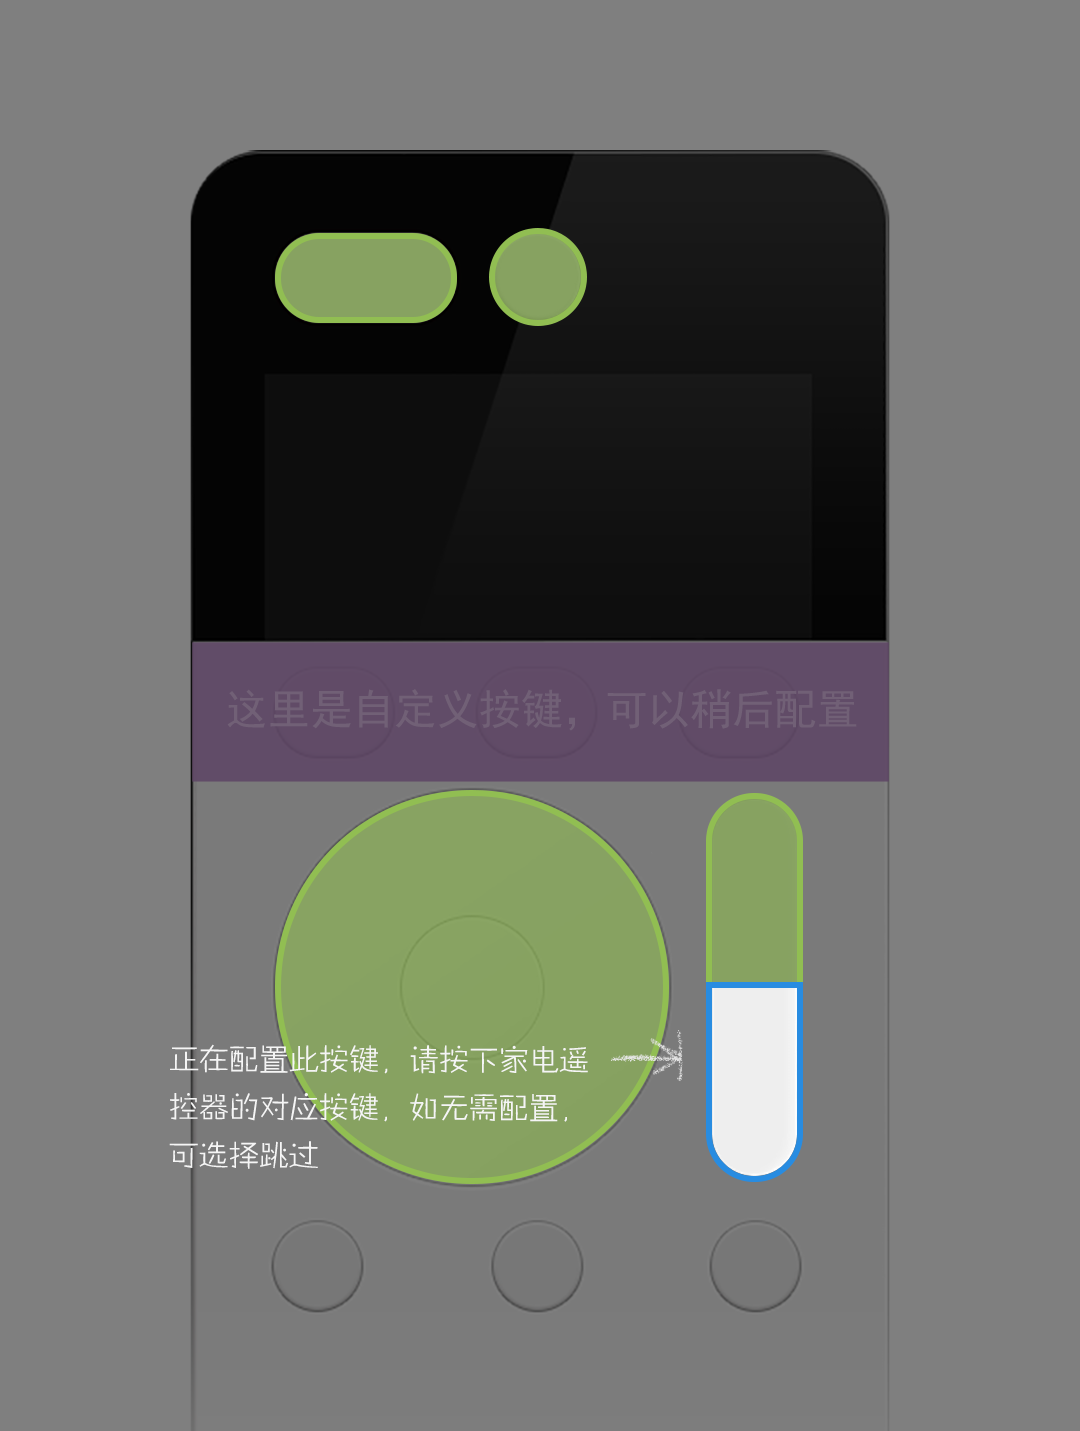 这里是自定义按键，可以稍后配置
正在配置此按键，请按下家电遥
控器的对应按键，如无需配置，
可选择跳过